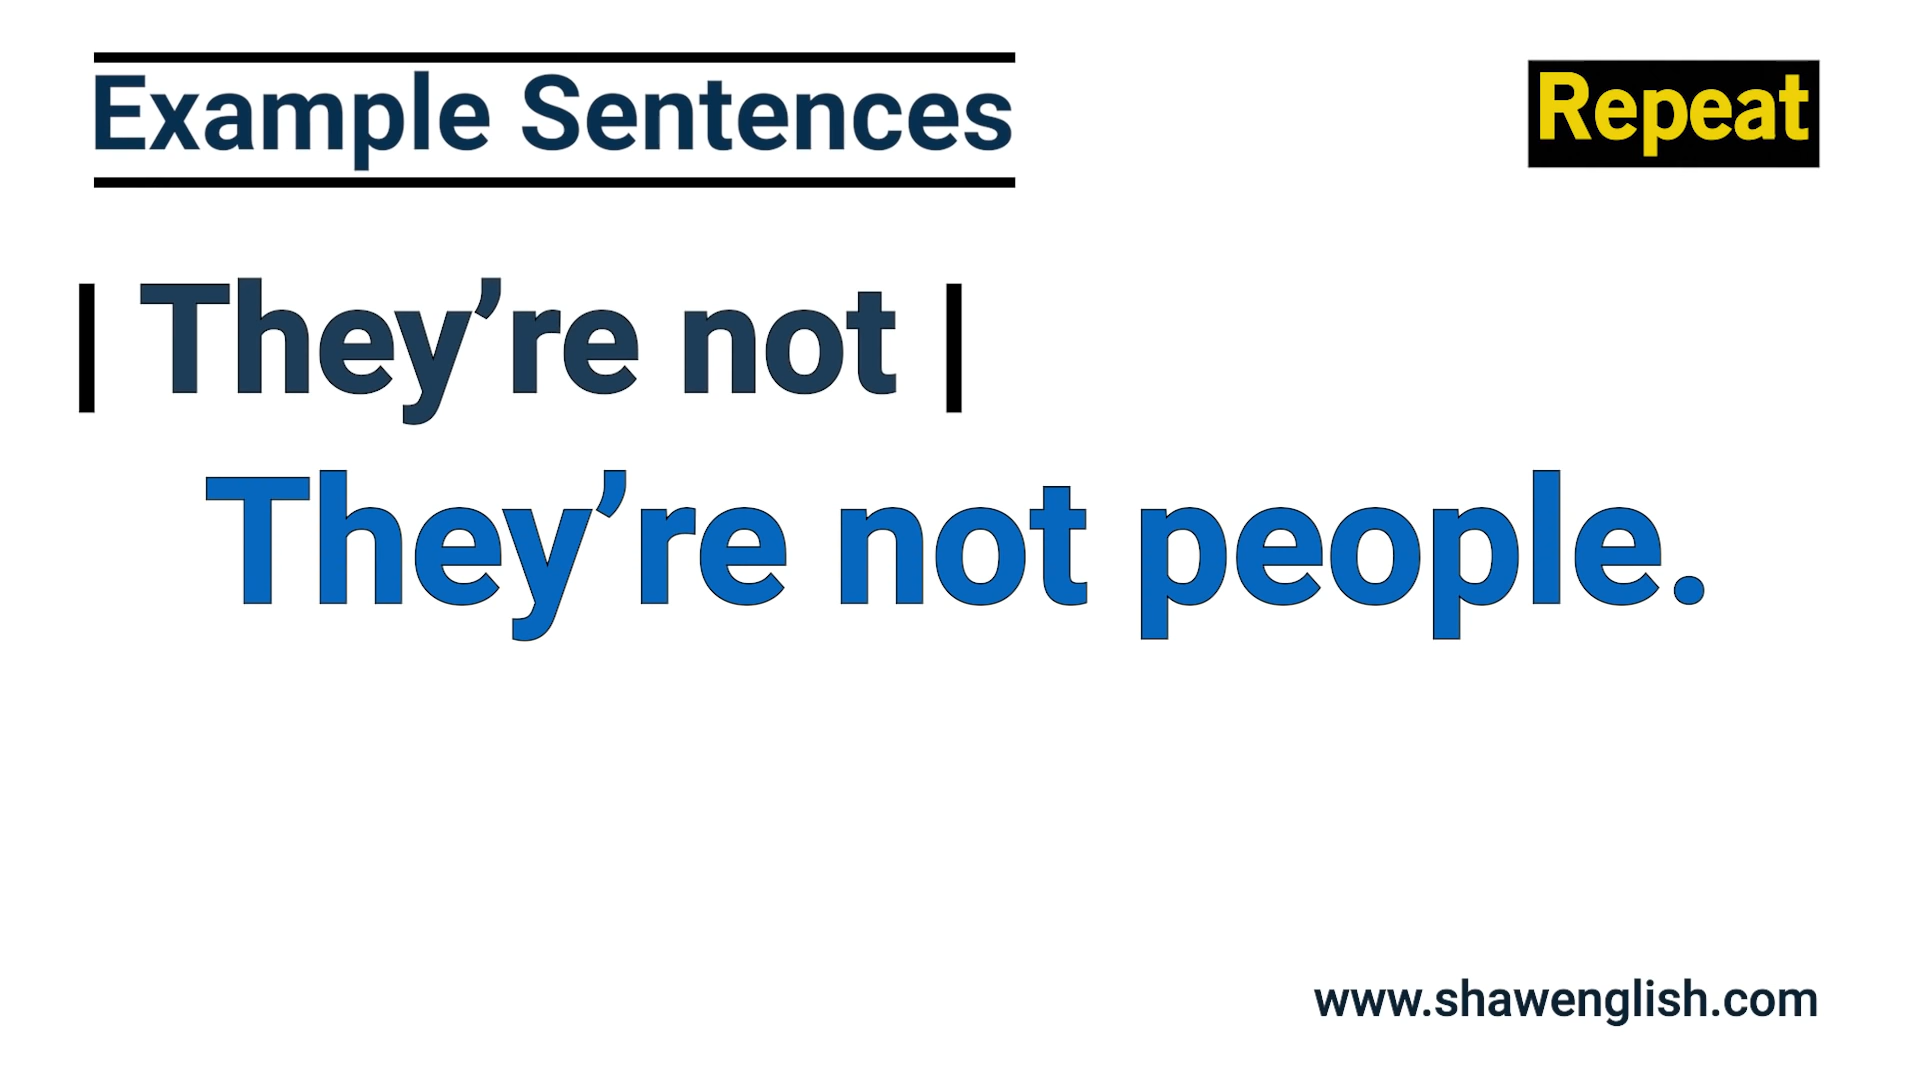 Example Sentences
Repeat
| They’re not |
They’re not people.
www.shawenglish.com